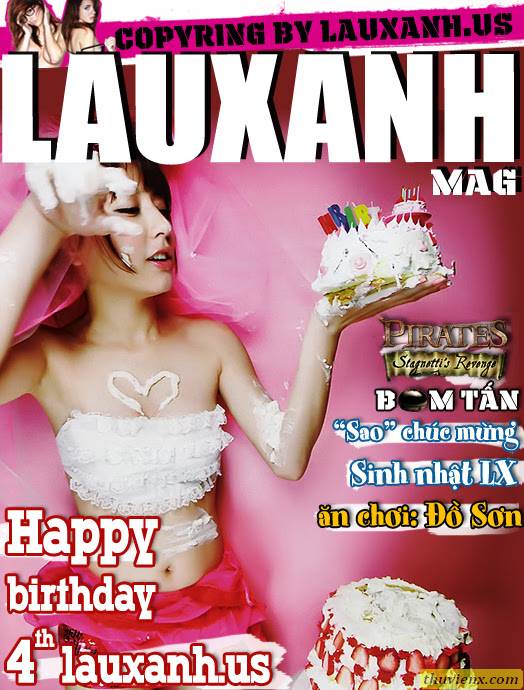 COPYRING BY LAUXANH.US
LAUXANH
MAG
PIRATES
Stagnetti's Revenge
BOM TẤN
"Sao" chúc mừng
Sinh nhật LX
ăn chơi: Đồ Sơn
Happy
birthday
4th lauxanh.us
thuvienx.com